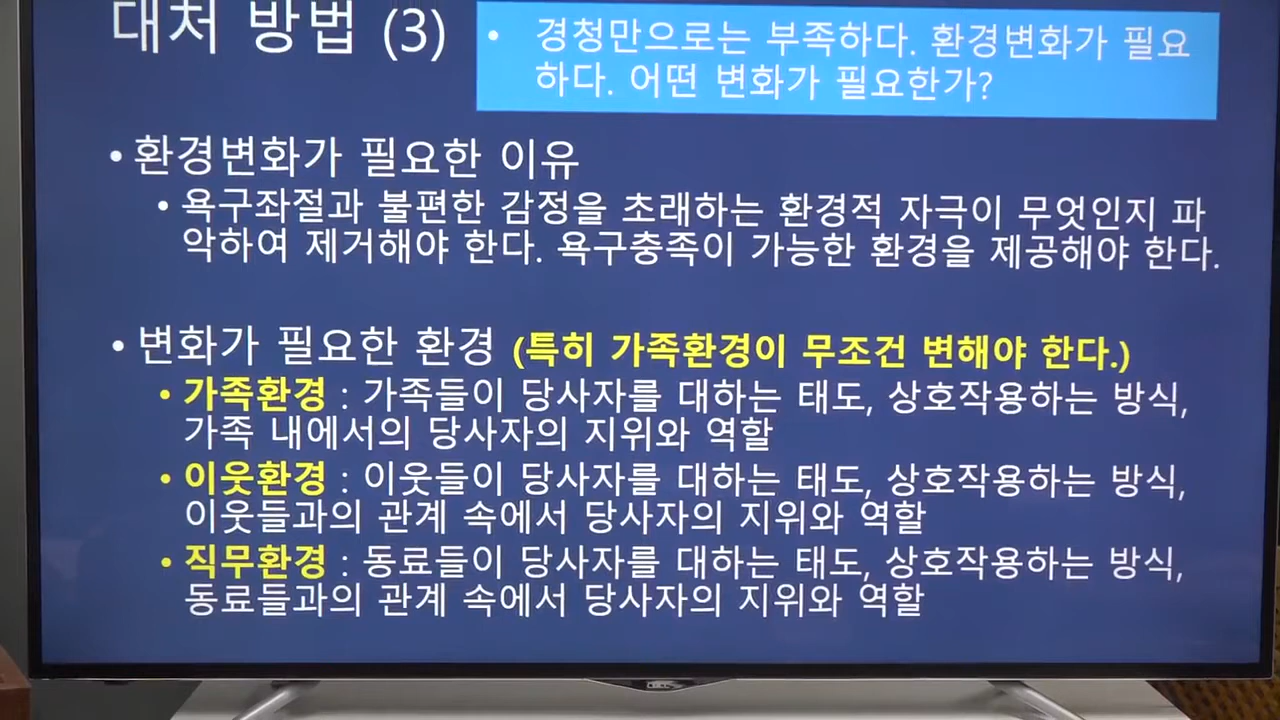 대처 방법 (3)
• 경청만으로는 부족하다. 환경변화가 필요
하다. 어떤 변화가 필요한가?
• 환경변화가 필요한 이유
• 욕구좌절과 불편한 감정을 초래하는 환경적 자극이 무엇인지 파
악하여 제거해야 한다. 욕구충족이 가능한 환경을 제공해야 한다.
• 변화가 필요한 환경 (특히 가족환경이 무조건 변해야 한다.)
• 가족환경 : 가족들이 당사자를 대하는 태도, 상호작용하는 방식,
가족 내에서의 당사자의 지위와 역할
• 이웃환경 : 이웃들이 당사자를 대하는 태도, 상호작용하는 방식,
이웃들과의 관계 속에서 당사자의 지위와 역할
• 직무환경 : 동료들이 당사자를 대하는 태도, 상호작용하는 방식,
동료들과의 관계 속에서 당사자의 지위와 역할